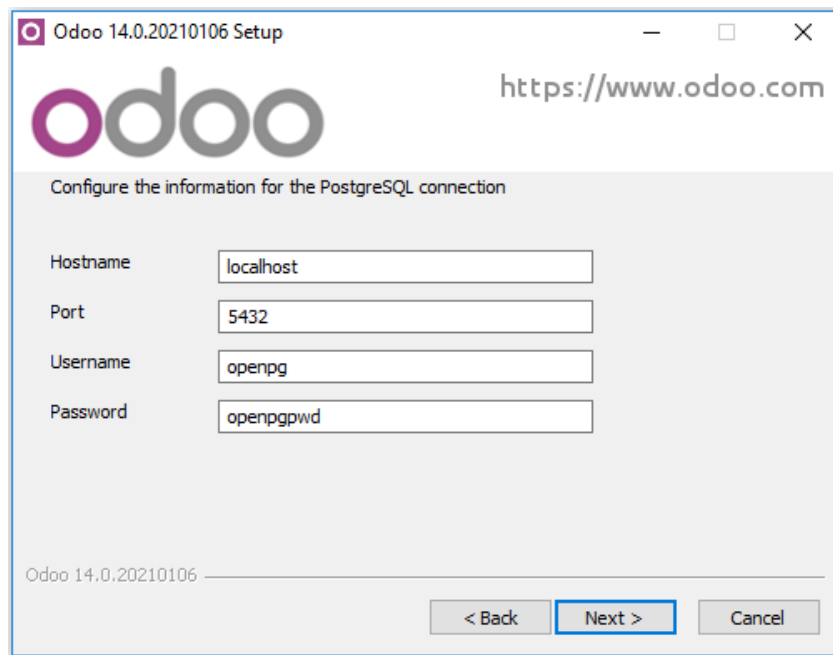 Odoo 14.0.20210106 Setup
odoo
https://www.odoo.com
Configure the information for the PostgreSQL connection
Hostname localhost
Port 5432
Username openpg
Password openpgpwd
Odoo 14.0.20210106
< Back Next > Cancel